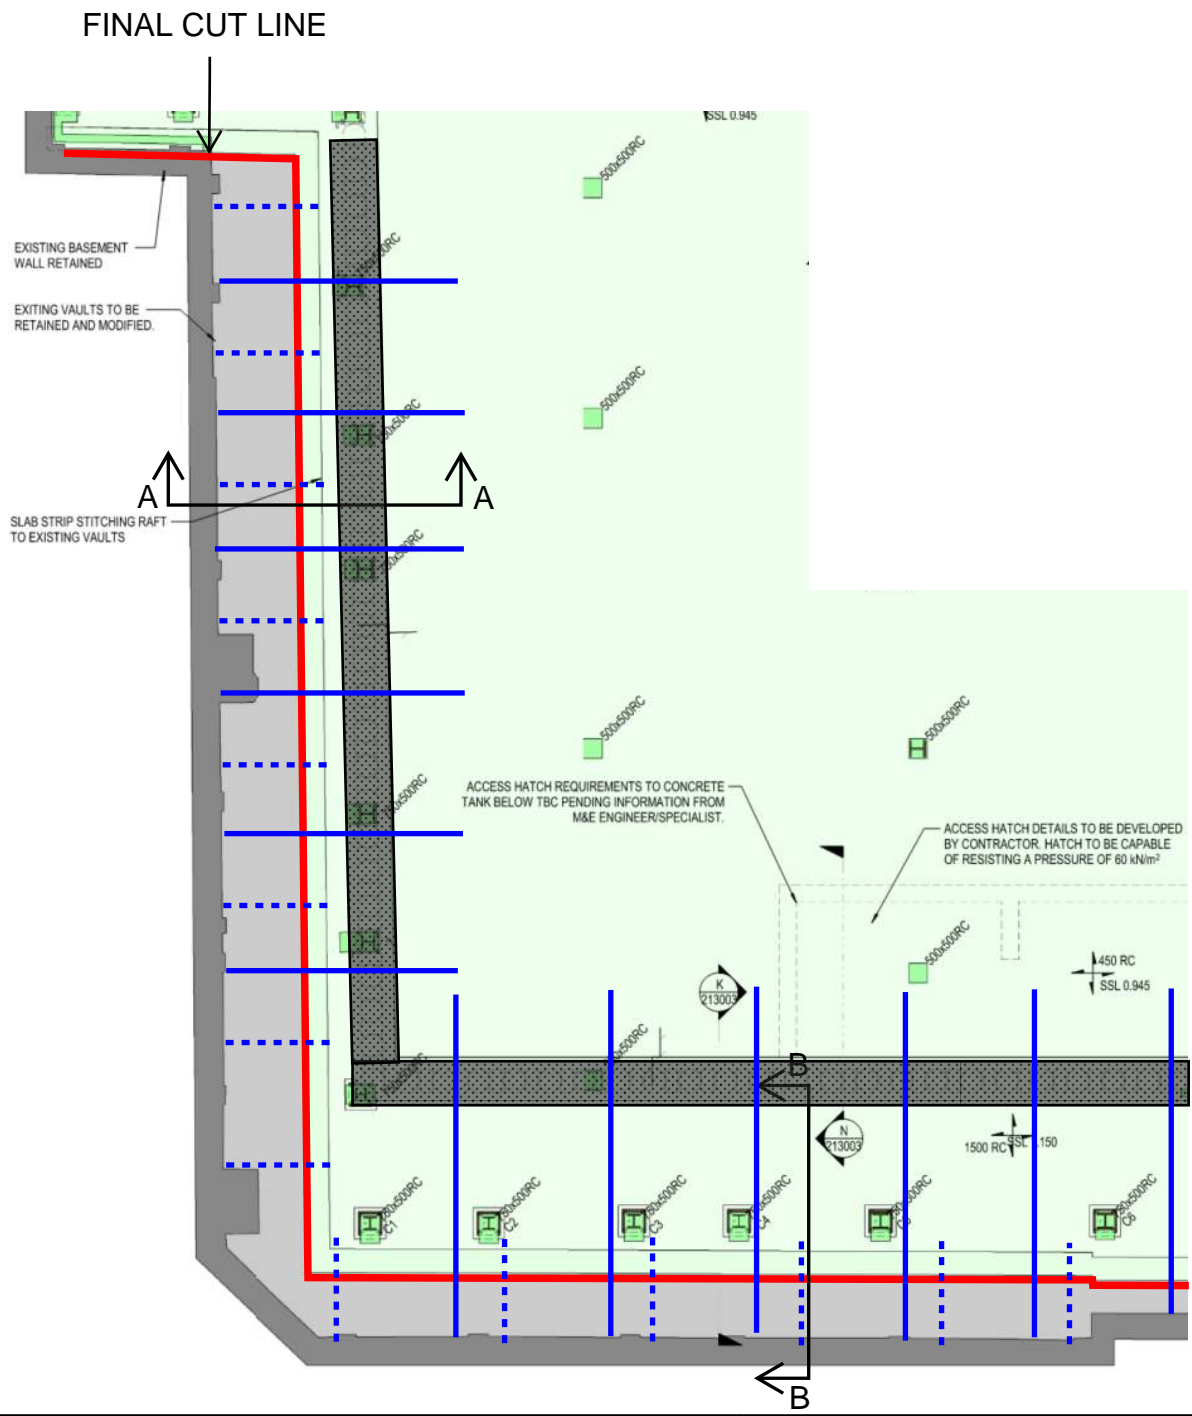 FINAL CUT LINE
SSL 0.945
500x500RC
EXISTING BASEMENT
WALL RETAINED
EXITING VAULTS TO BE
RETAINED AND MODIFIED.
500x500RC
A
A
SLAB STRIP STITCHING RAFT
TO EXISTING VAULTS
500x500RC
500x500RC
ACCESS HATCH REQUIREMENTS TO CONCRETE
TANK BELOW TBC PENDING INFORMATION FROM
M&E ENGINEER/SPECIALIST.
ACCESS HATCH DETAILS TO BE DEVELOPED
BY CONTRACTOR. HATCH TO BE CAPABLE
OF RESISTING A PRESSURE OF 60 kN/m²
500x500RC
450 RC
SSL 0.945
K
213003
B
N
213003
1500 RC
C1
C2
C3
C4
C6
B